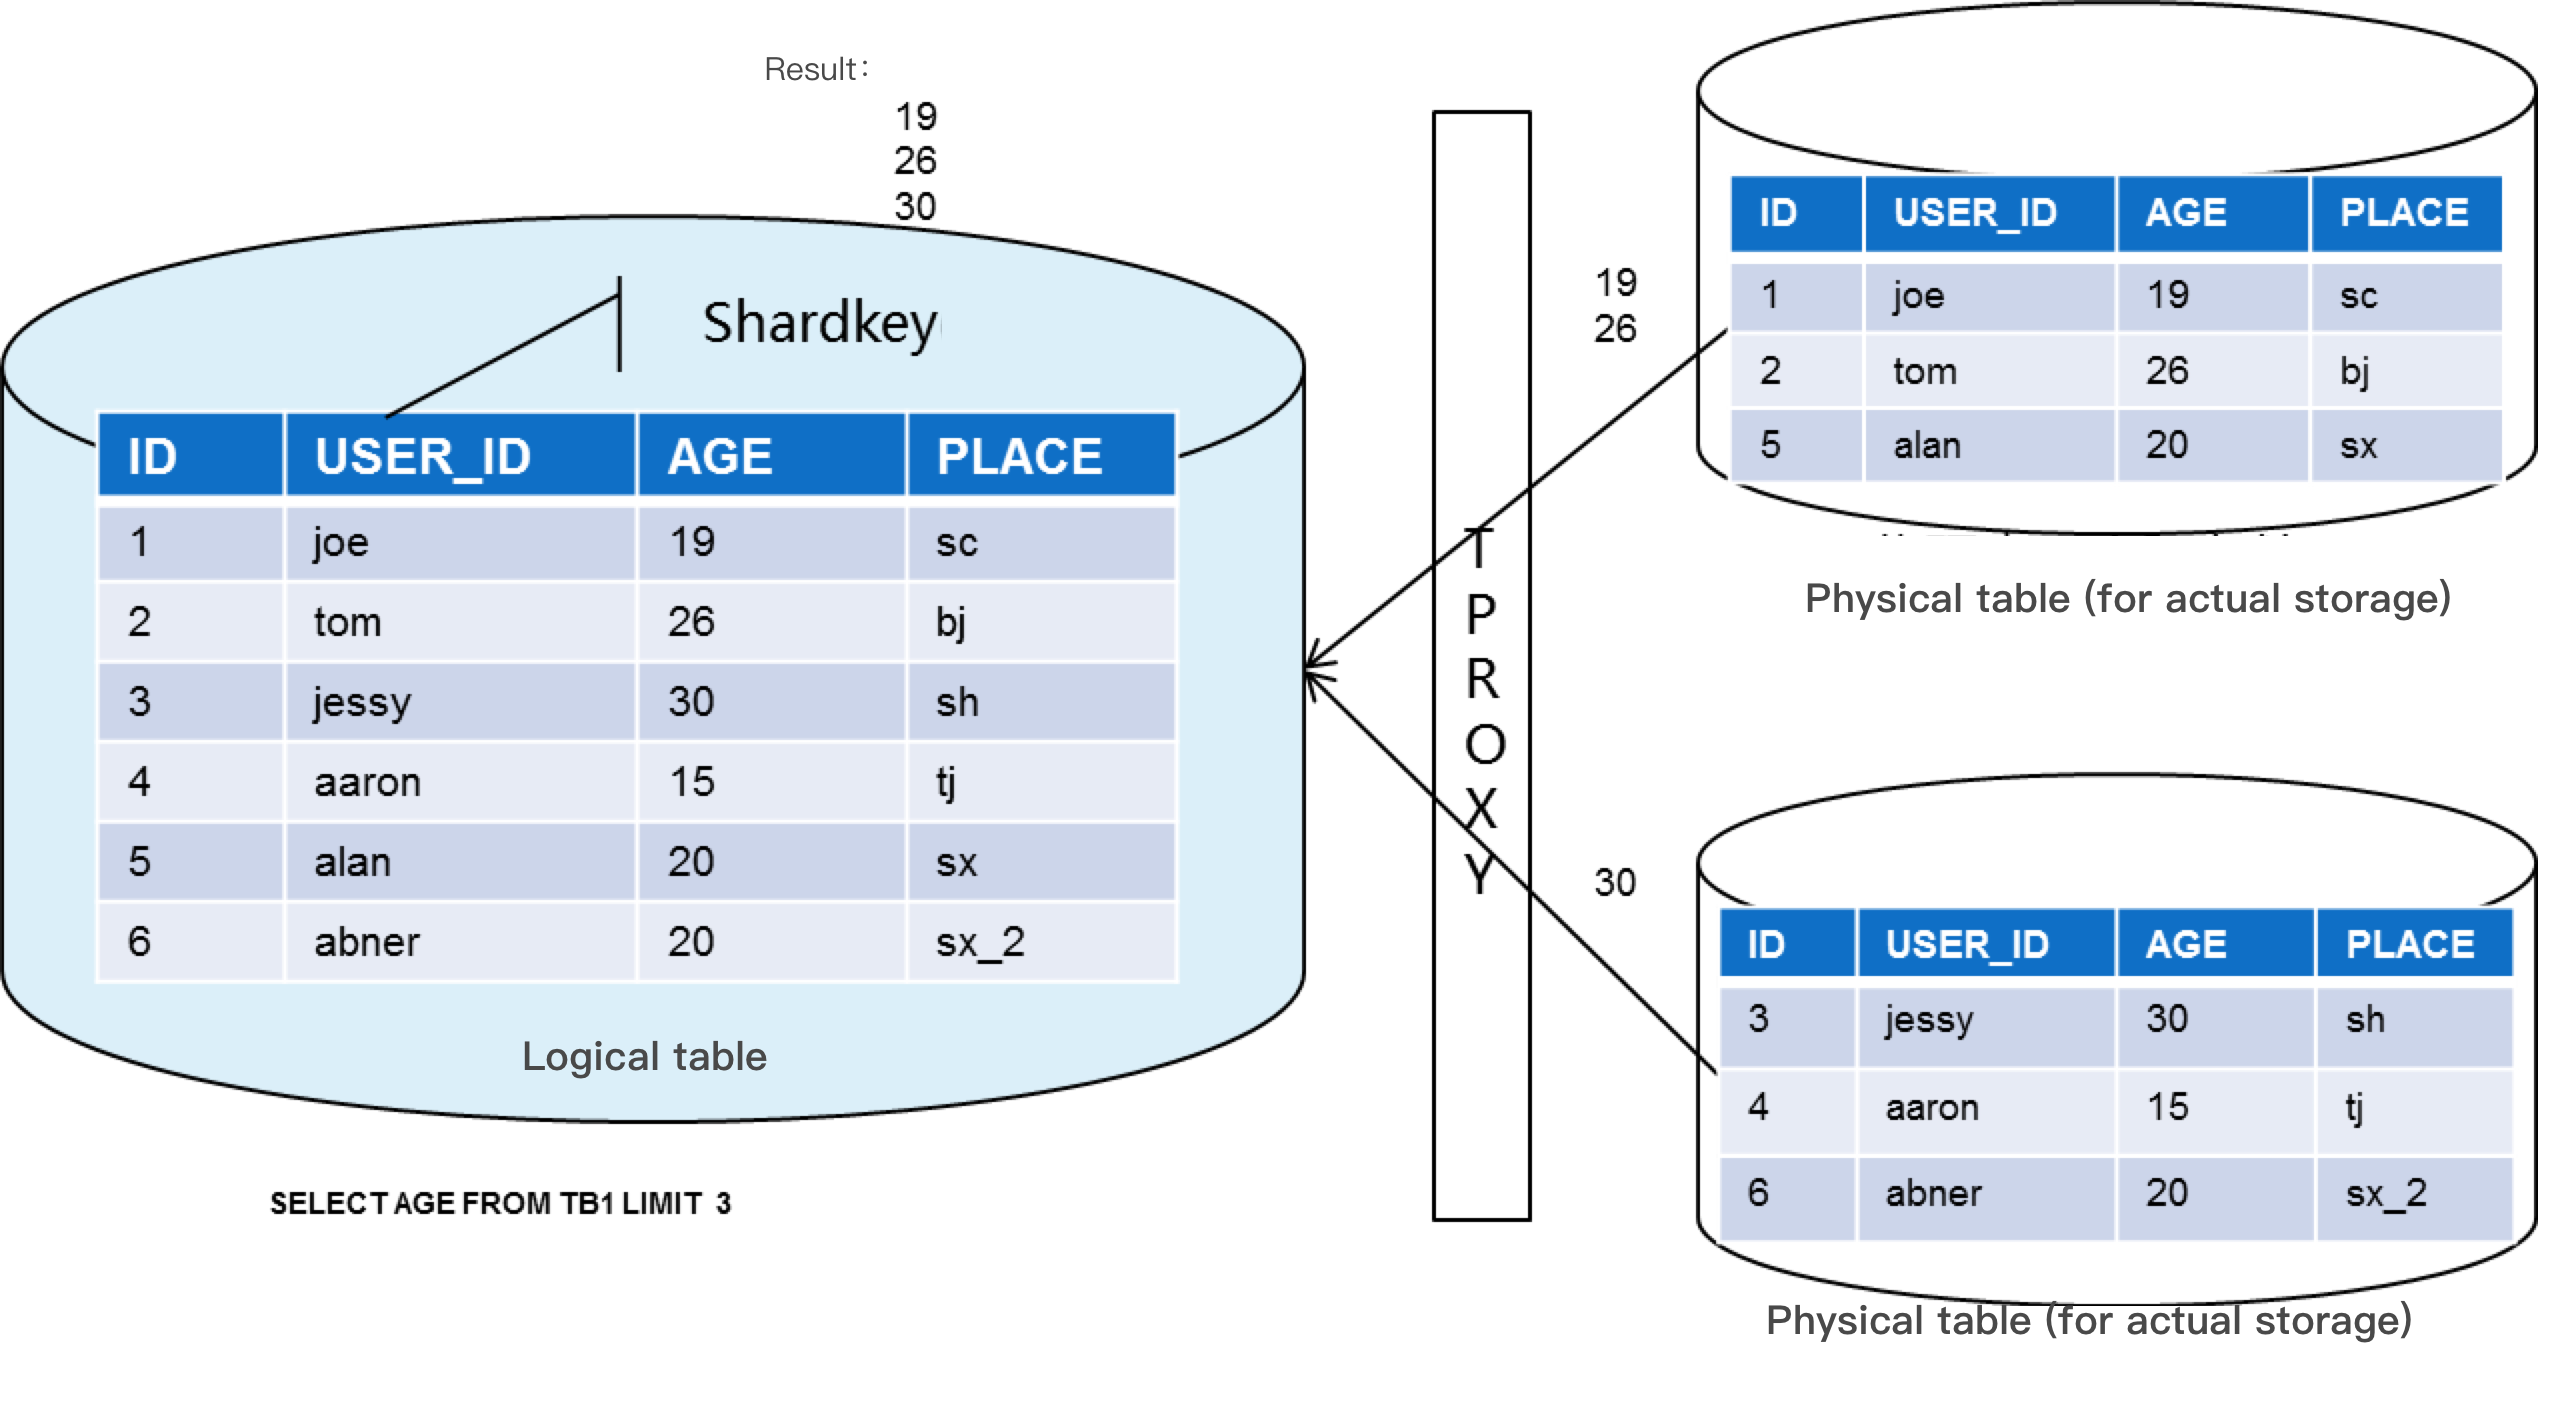 Result:
19
26
30
Shardkey
ID USER_ID AGE PLACE
1 joe 19 sc
2 tom 26 bj
3 jessy 30 sh
4 aaron 15 tj
5 alan 20 sx
6 abner 20 sx_2
Logical table
SELECT AGE FROM TB1 LIMIT 3
T
P
R
O
X
Y
19
26
ID USER_ID AGE PLACE
1 joe 19 sc
2 tom 26 bj
5 alan 20 sx
Physical table (for actual storage)
30
ID USER_ID AGE PLACE
3 jessy 30 sh
4 aaron 15 tj
6 abner 20 sx_2
Physical table (for actual storage)